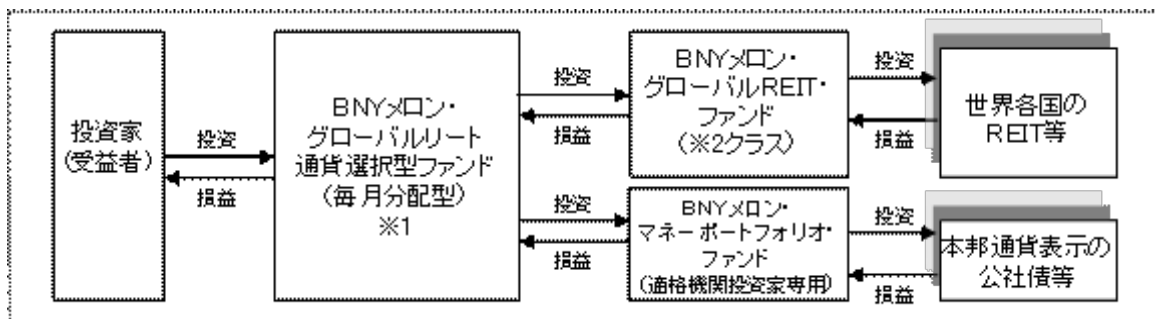 投資家
(受益者)
投資
損益
BNYメロン・
グローバルリート
通貨選択型ファンド
(毎月分配型)
※1
投資
損益
BNYメロン・
グローバルREIT・
ファンド
(※2クラス)
投資
損益
世界各国の
REIT等
投資
損益
BNYメロン・
マネーポートフォリオ・
ファンド
(適格機関投資家専用)
投資
損益
本邦通貨表示の
公社債等